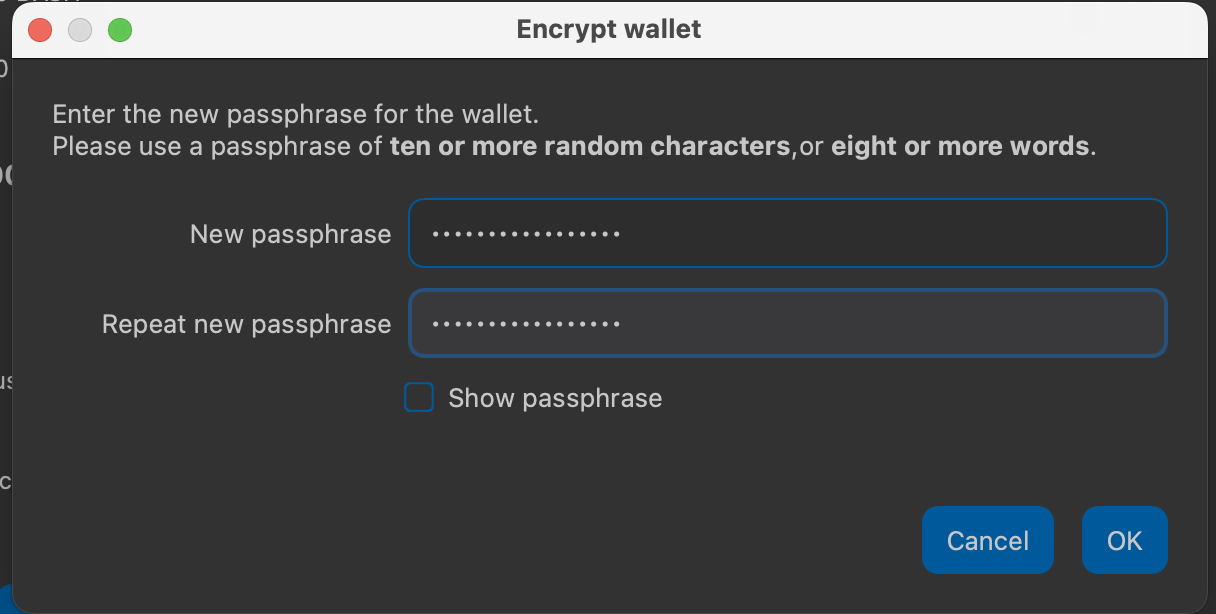 Encrypt wallet
Enter the new passphrase for the wallet.
Please use a passphrase of ten or more random characters,or eight or more words.
New passphrase •••••••••••••••••
Repeat new passphrase •••••••••••••••••
Show passphrase
Cancel OK